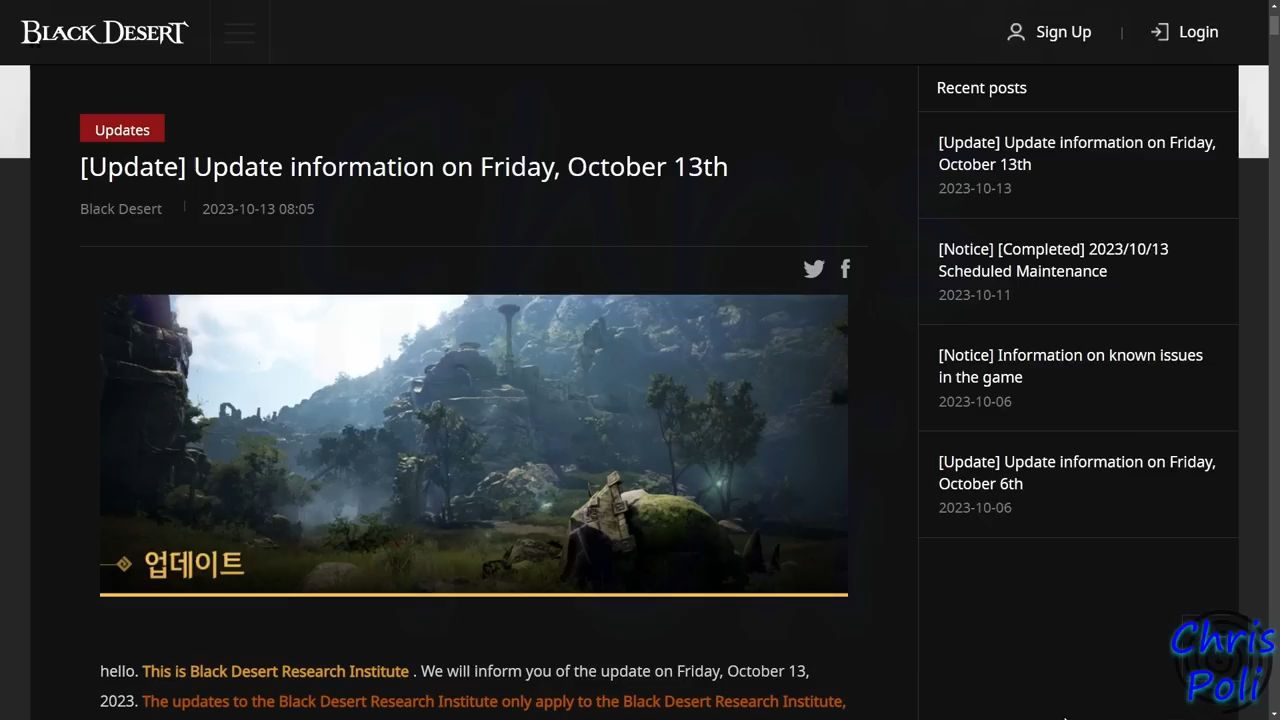 BLACK DESERT
Sign Up
Login
Updates
[Update] Update information on Friday, October 13th
Black Desert
2023-10-13 08:05
업데이트
hello. This is Black Desert Research Institute . We will inform you of the update on Friday, October 13,
2023. The updates to the Black Desert Research Institute only apply to the Black Desert Research Institute,
Recent posts
[Update] Update information on Friday,
October 13th
2023-10-13
[Notice] [Completed] 2023/10/13
Scheduled Maintenance
2023-10-11
[Notice] Information on known issues
in the game
2023-10-06
[Update] Update information on Friday,
October 6th
2023-10-06
Chris
Poli